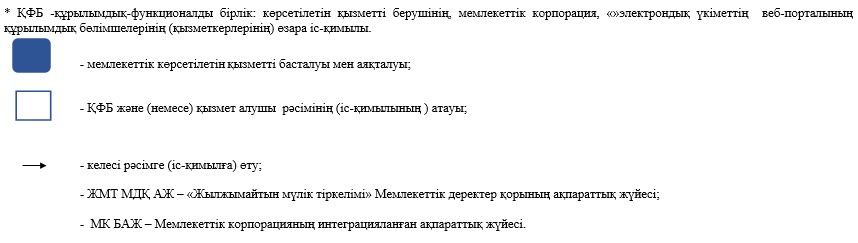 * ҚФБ -құрылымдық-функционалды бірлік: көрсетілетін қызметті берушінің, мемлекеттік корпорация, «»электрондық үкіметтің веб-порталының
құрылымдық бөлімшелерінің (қызметкерлерінің) өзара іс-қимылы.
- мемлекеттік көрсетілетін қызметті басталуы мен аяқталуы;
- ҚФБ және (немесе) қызмет алушы рәсімінің (іс-қимылының ) атауы;
- келесі рәсімге (іс-қимылға) өту;
- ЖМТ МДҚ АЖ – «Жылжымайтын мүлік тіркелімі» Мемлекеттік деректер қорының ақпараттық жүйесі;
- МК БАЖ – Мемлекеттік корпорацияның интеграцияланған ақпараттық жүйесі.